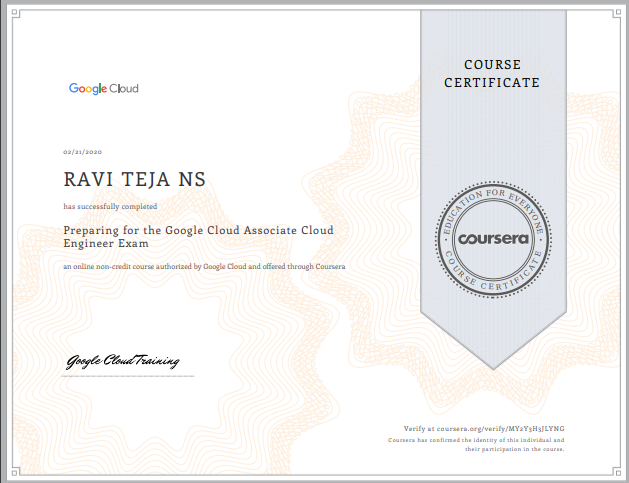 COURSE
CERTIFICATE
Google Cloud
02/21/2020
RAVI TEJA NS
has successfully completed
Preparing for the Google Cloud Associate Cloud
Engineer Exam
an online non-credit course authorized by Google Cloud and offered through Coursera
EDUCATION FOR EVERYONE
coursera
COURSE CERTIFICATE
Google Cloud Training
Verify at coursera.org/verify/MY2Y5H5JLYNG
Coursera has confirmed the identity of this individual and
their participation in the course.